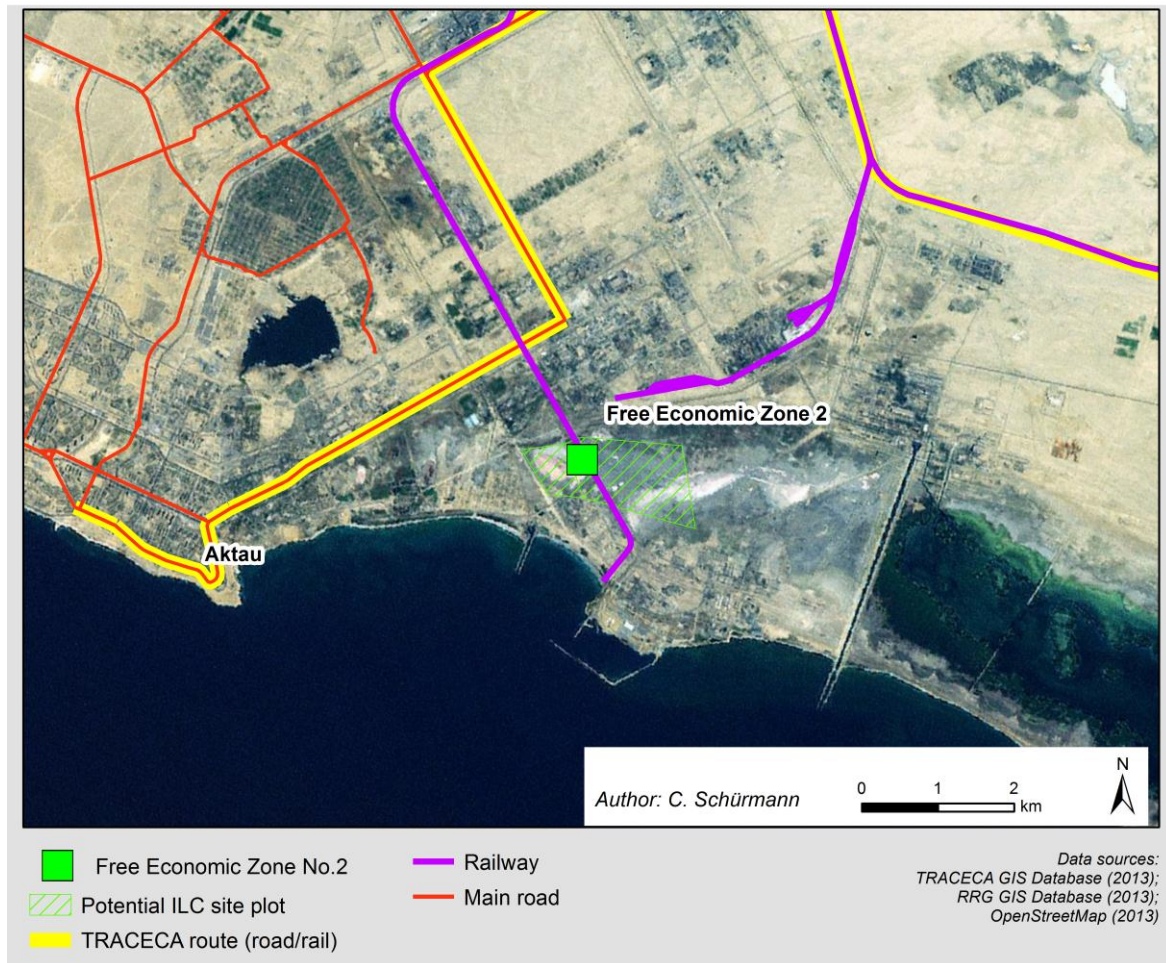 Free Economic Zone 2
Aktau
N
Author: C. Schürmann
0 1 2
km
Free Economic Zone No.2
Potential ILC site plot
TRACECA route (road/rail)
Railway
Main road
Data sources:
TRACECA GIS Database (2013);
RRG GIS Database (2013);
OpenStreetMap (2013)